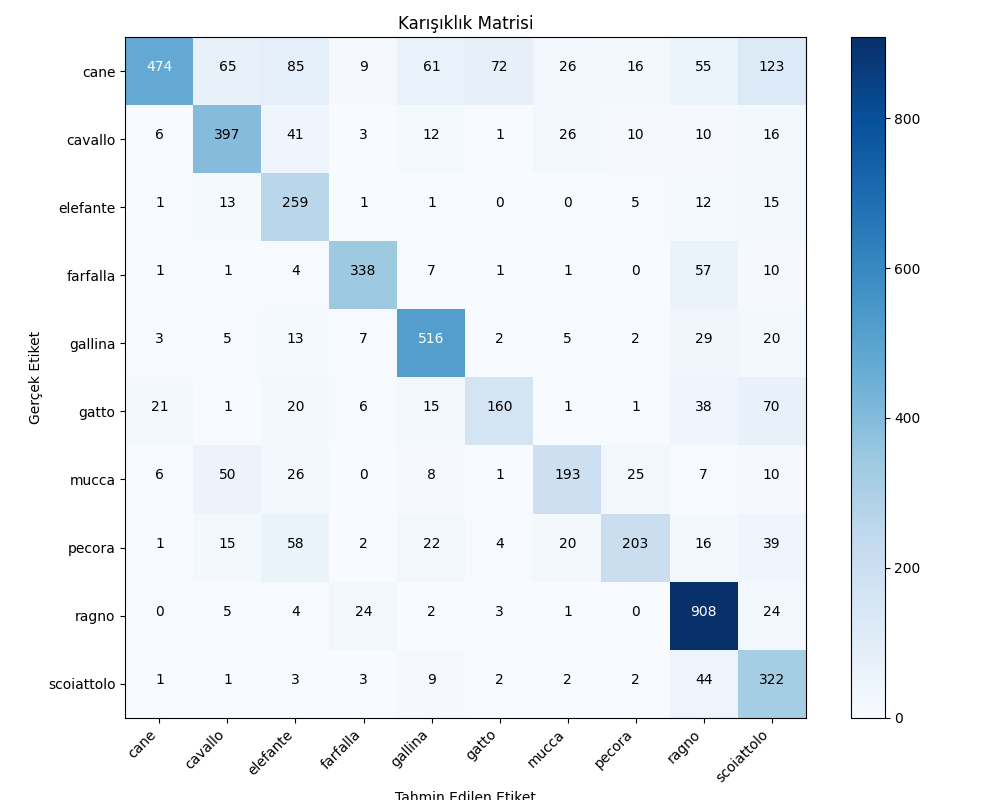 Karışıklık Matrisi
cane 474 65 85 9 61 72 26 16 55 123
cavallo 6 397 41 3 12 1 26 10 10 16
elefante 1 13 259 1 1 0 0 5 12 15
farfalla 1 1 4 338 7 1 1 0 57 10
gallina 3 5 13 7 516 2 5 2 29 20
gatto 21 1 20 6 15 160 1 1 38 70
mucca 6 50 26 0 8 1 193 25 7 10
pecora 1 15 58 2 22 4 20 203 16 39
ragno 0 5 4 24 2 3 1 0 908 24
scoiattolo 1 1 3 3 9 2 2 2 44 322
cane cavallo elefante farfalla gallina gatto mucca pecora ragno scoiattolo
Gerçek Etiket
Tahmin Edilen Etiket
800
600
400
200
0